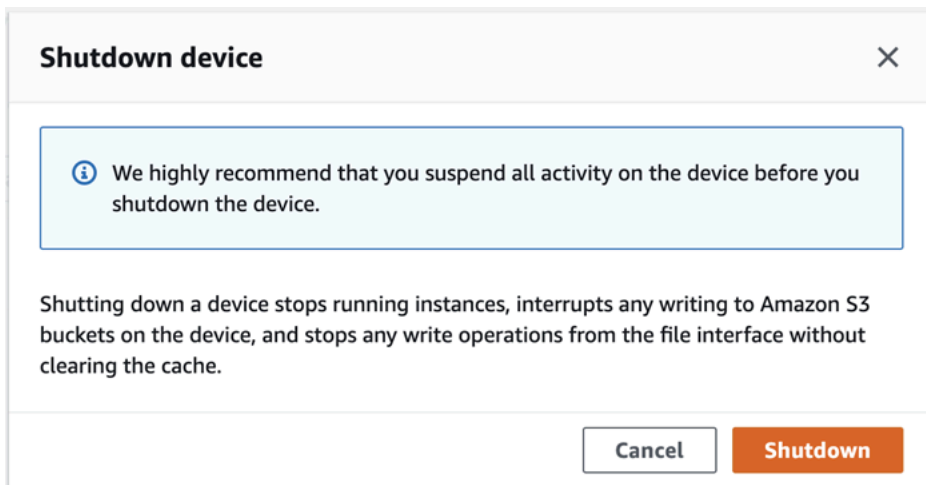 Shutdown device
We highly recommend that you suspend all activity on the device before you
shutdown the device.
Shutting down a device stops running instances, interrupts any writing to Amazon S3
buckets on the device, and stops any write operations from the file interface without
clearing the cache.
Cancel
Shutdown